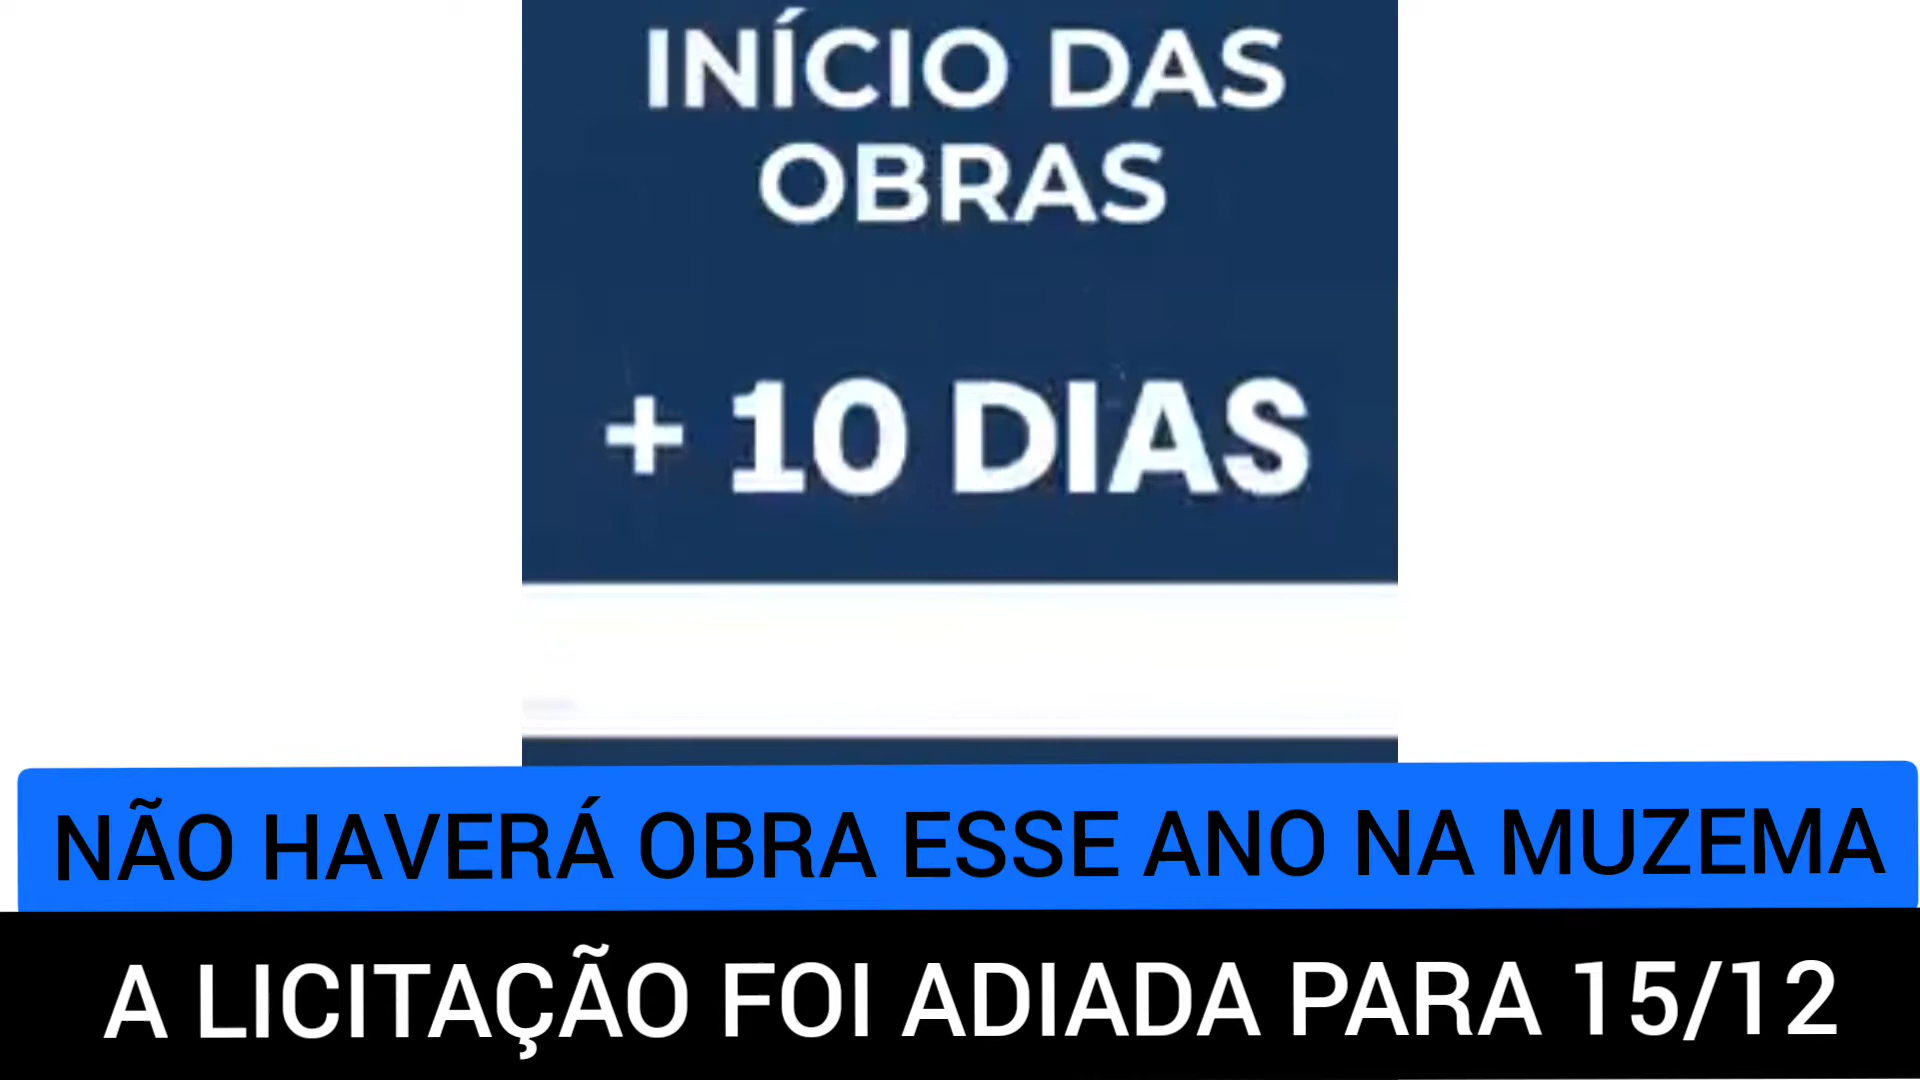 INÍCIO DAS
OBRAS
+ 10 DIAS
NÃO HAVERÁ OBRA ESSE ANO NA MUZEMA
A LICITAÇÃO FOI ADIADA PARA 15/12